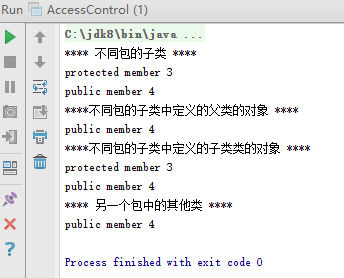 Run AccessControl (1)
C:\jdk8\bin\java ...
**** 不同包的子类 ****
protected member 3
public member 4
****不同包的子类中定义的父类的对象 ****
public member 4
****不同包的子类中定义的子类类的对象 ****
protected member 3
public member 4
**** 另一个包中的其他类 ****
public member 4
Process finished with exit code 0